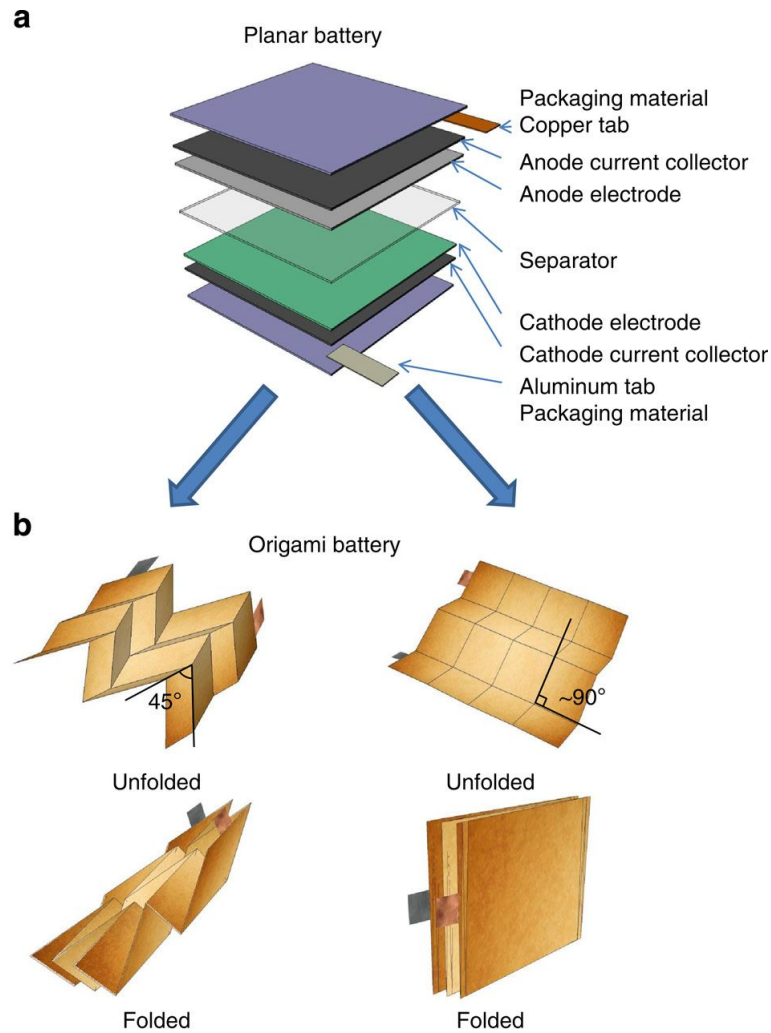 a
Planar battery
Packaging material
Copper tab
Anode current collector
Anode electrode
Separator
Cathode electrode
Cathode current collector
Aluminum tab
Packaging material
b
Origami battery
45°
~90°
Unfolded
Unfolded
Folded
Folded